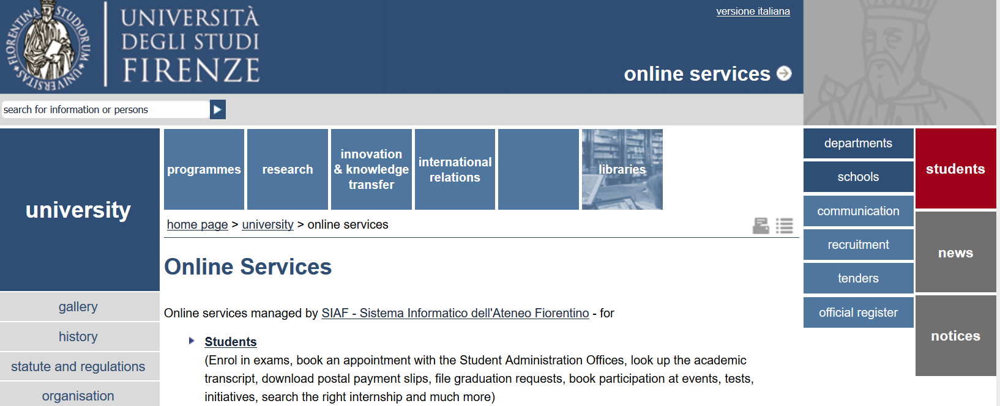 FLORENTINA STUDIORUM UNIVERSITAS
UNIVERSITÀ
DEGLI STUDI
FIRENZE
versione italiana
online services
search for information or persons
university
programmes
research
innovation
& knowledge
transfer
international
relations
libraries
departments
schools
communication
recruitment
tenders
official register
students
news
notices
home page > university > online services
Online Services
Online services managed by SIAF - Sistema Informatico dell'Ateneo Fiorentino - for
Students
(Enrol in exams, book an appointment with the Student Administration Offices, look up the academic
transcript, download postal payment slips, file graduation requests, book participation at events, tests,
initiatives, search the right internship and much more)
gallery
history
statute and regulations
organisation